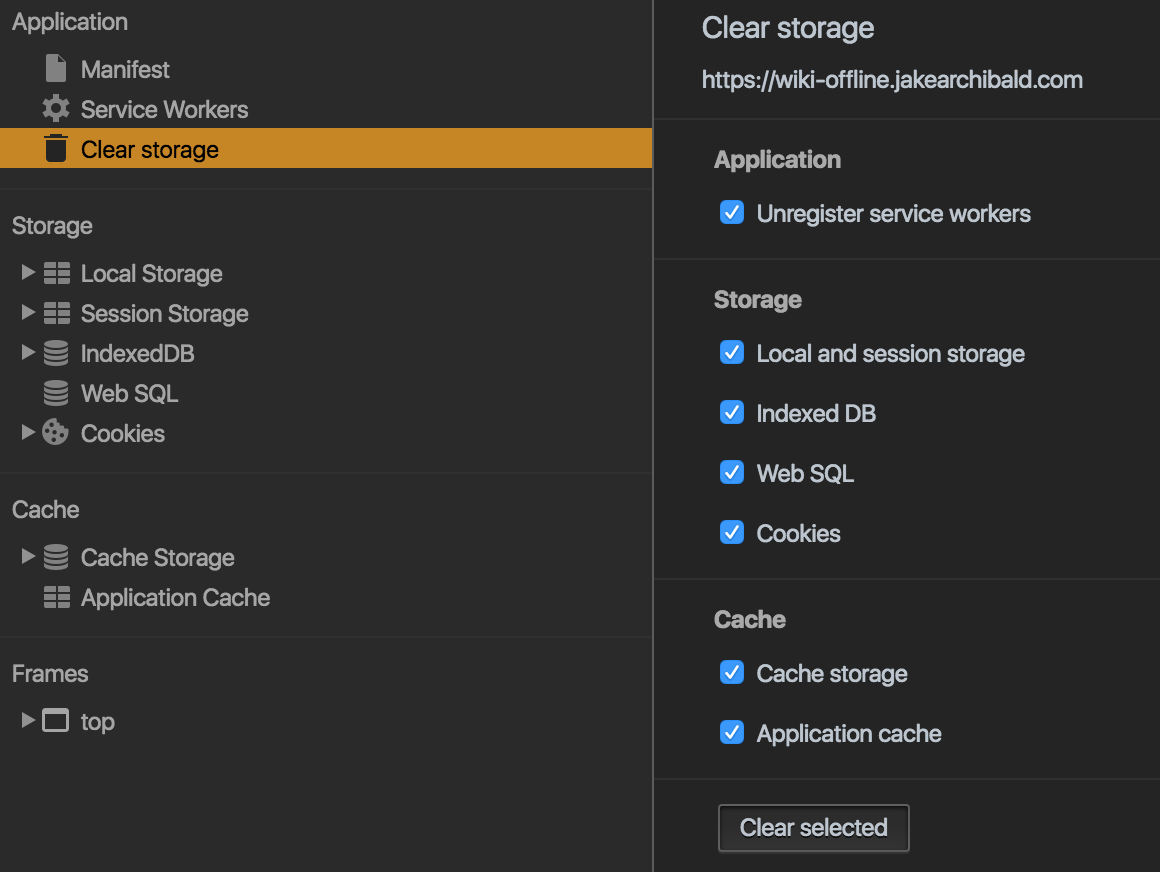 Application
Manifest
Service Workers
Clear storage
Storage
Local Storage
Session Storage
IndexedDB
Web SQL
Cookies
Cache
Cache Storage
Application Cache
Frames
top
Clear storage
https://wiki-offline.jakearchibald.com
Application
Unregister service workers
Storage
Local and session storage
Indexed DB
Web SQL
Cookies
Cache
Cache storage
Application cache
Clear selected